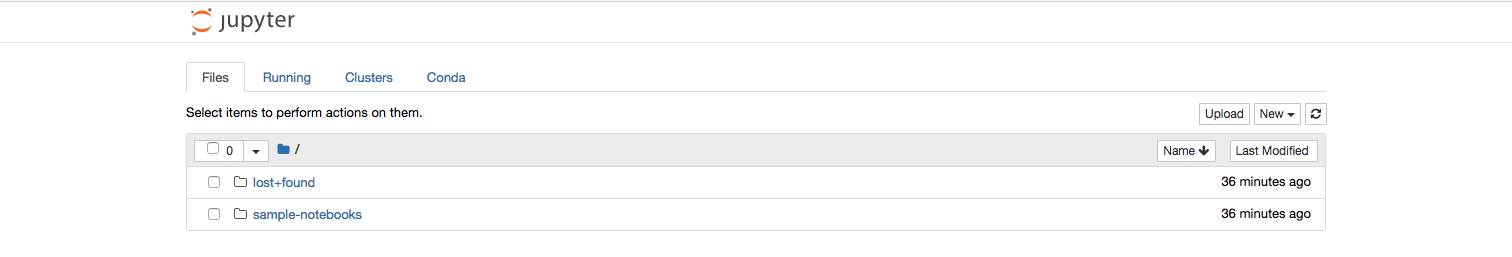 jupyter
Files Running Clusters Conda
Select items to perform actions on them. Upload New
0 / Name Last Modified
lost+found 36 minutes ago
sample-notebooks 36 minutes ago